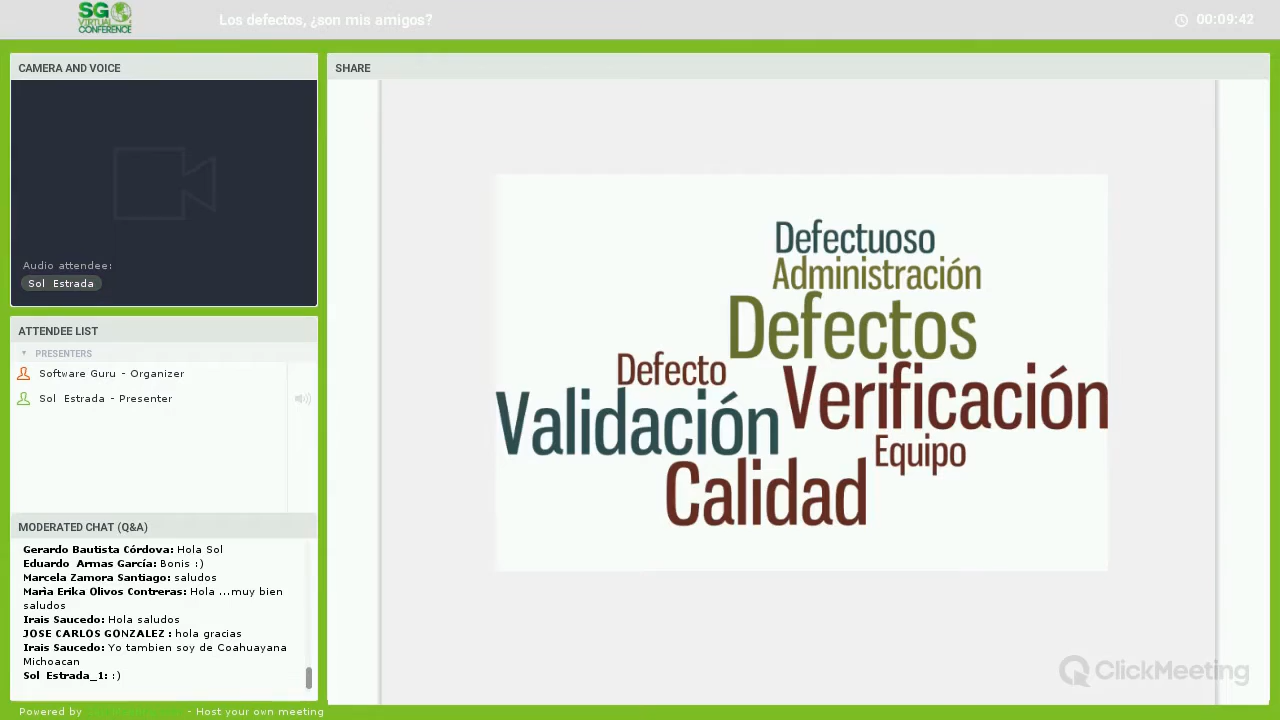 SG
VIRTUAL
CONFERENCE
Los defectos, ¿son mis amigos?
00:09:42
CAMERA AND VOICE
Audio attendee:
Sol Estrada
ATTENDEE LIST
PRESENTERS
Software Guru - Organizer
Sol Estrada - Presenter
MODERATED CHAT (Q&A)
Gerardo Bautista Córdova: Hola Sol
Eduardo Armas García: Bonis :)
Marcela Zamora Santiago: saludos
Marìa Erika Olivos Contreras: Hola ...muy bien
saludos
Irais Saucedo: Hola saludos
JOSE CARLOS GONZALEZ : hola gracias
Irais Saucedo: Yo tambien soy de Coahuayana
Michoacan
Sol Estrada_1: :)
Powered by
- Host your own meeting
SHARE
Defectuoso
Administración
Defectos
Defecto
Verificación
Validación
Equipo
Calidad
ClickMeeting